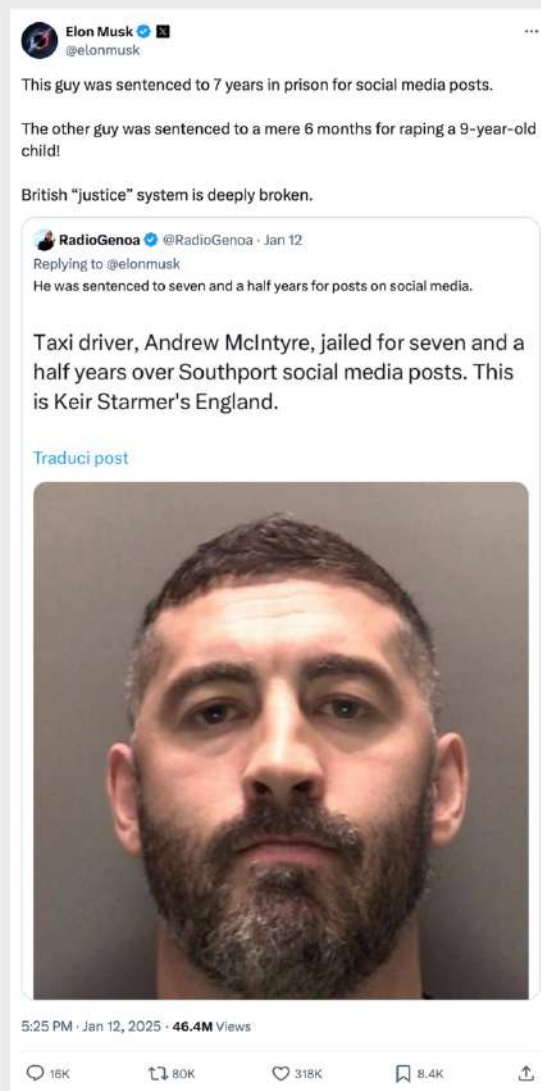 Elon Musk
@elonmusk
This guy was sentenced to 7 years in prison for social media posts.
The other guy was sentenced to a mere 6 months for raping a 9-year-old
child!
British “justice” system is deeply broken.
RadioGenoa @RadioGenoa · Jan 12
Replying to @elonmusk
He was sentenced to seven and a half years for posts on social media.
Taxi driver, Andrew McIntyre, jailed for seven and a
half years over Southport social media posts. This
is Keir Starmer's England.
Traduci post
5:25 PM · Jan 12, 2025 · 46.4M Views
16K 80K 318K 8.4K